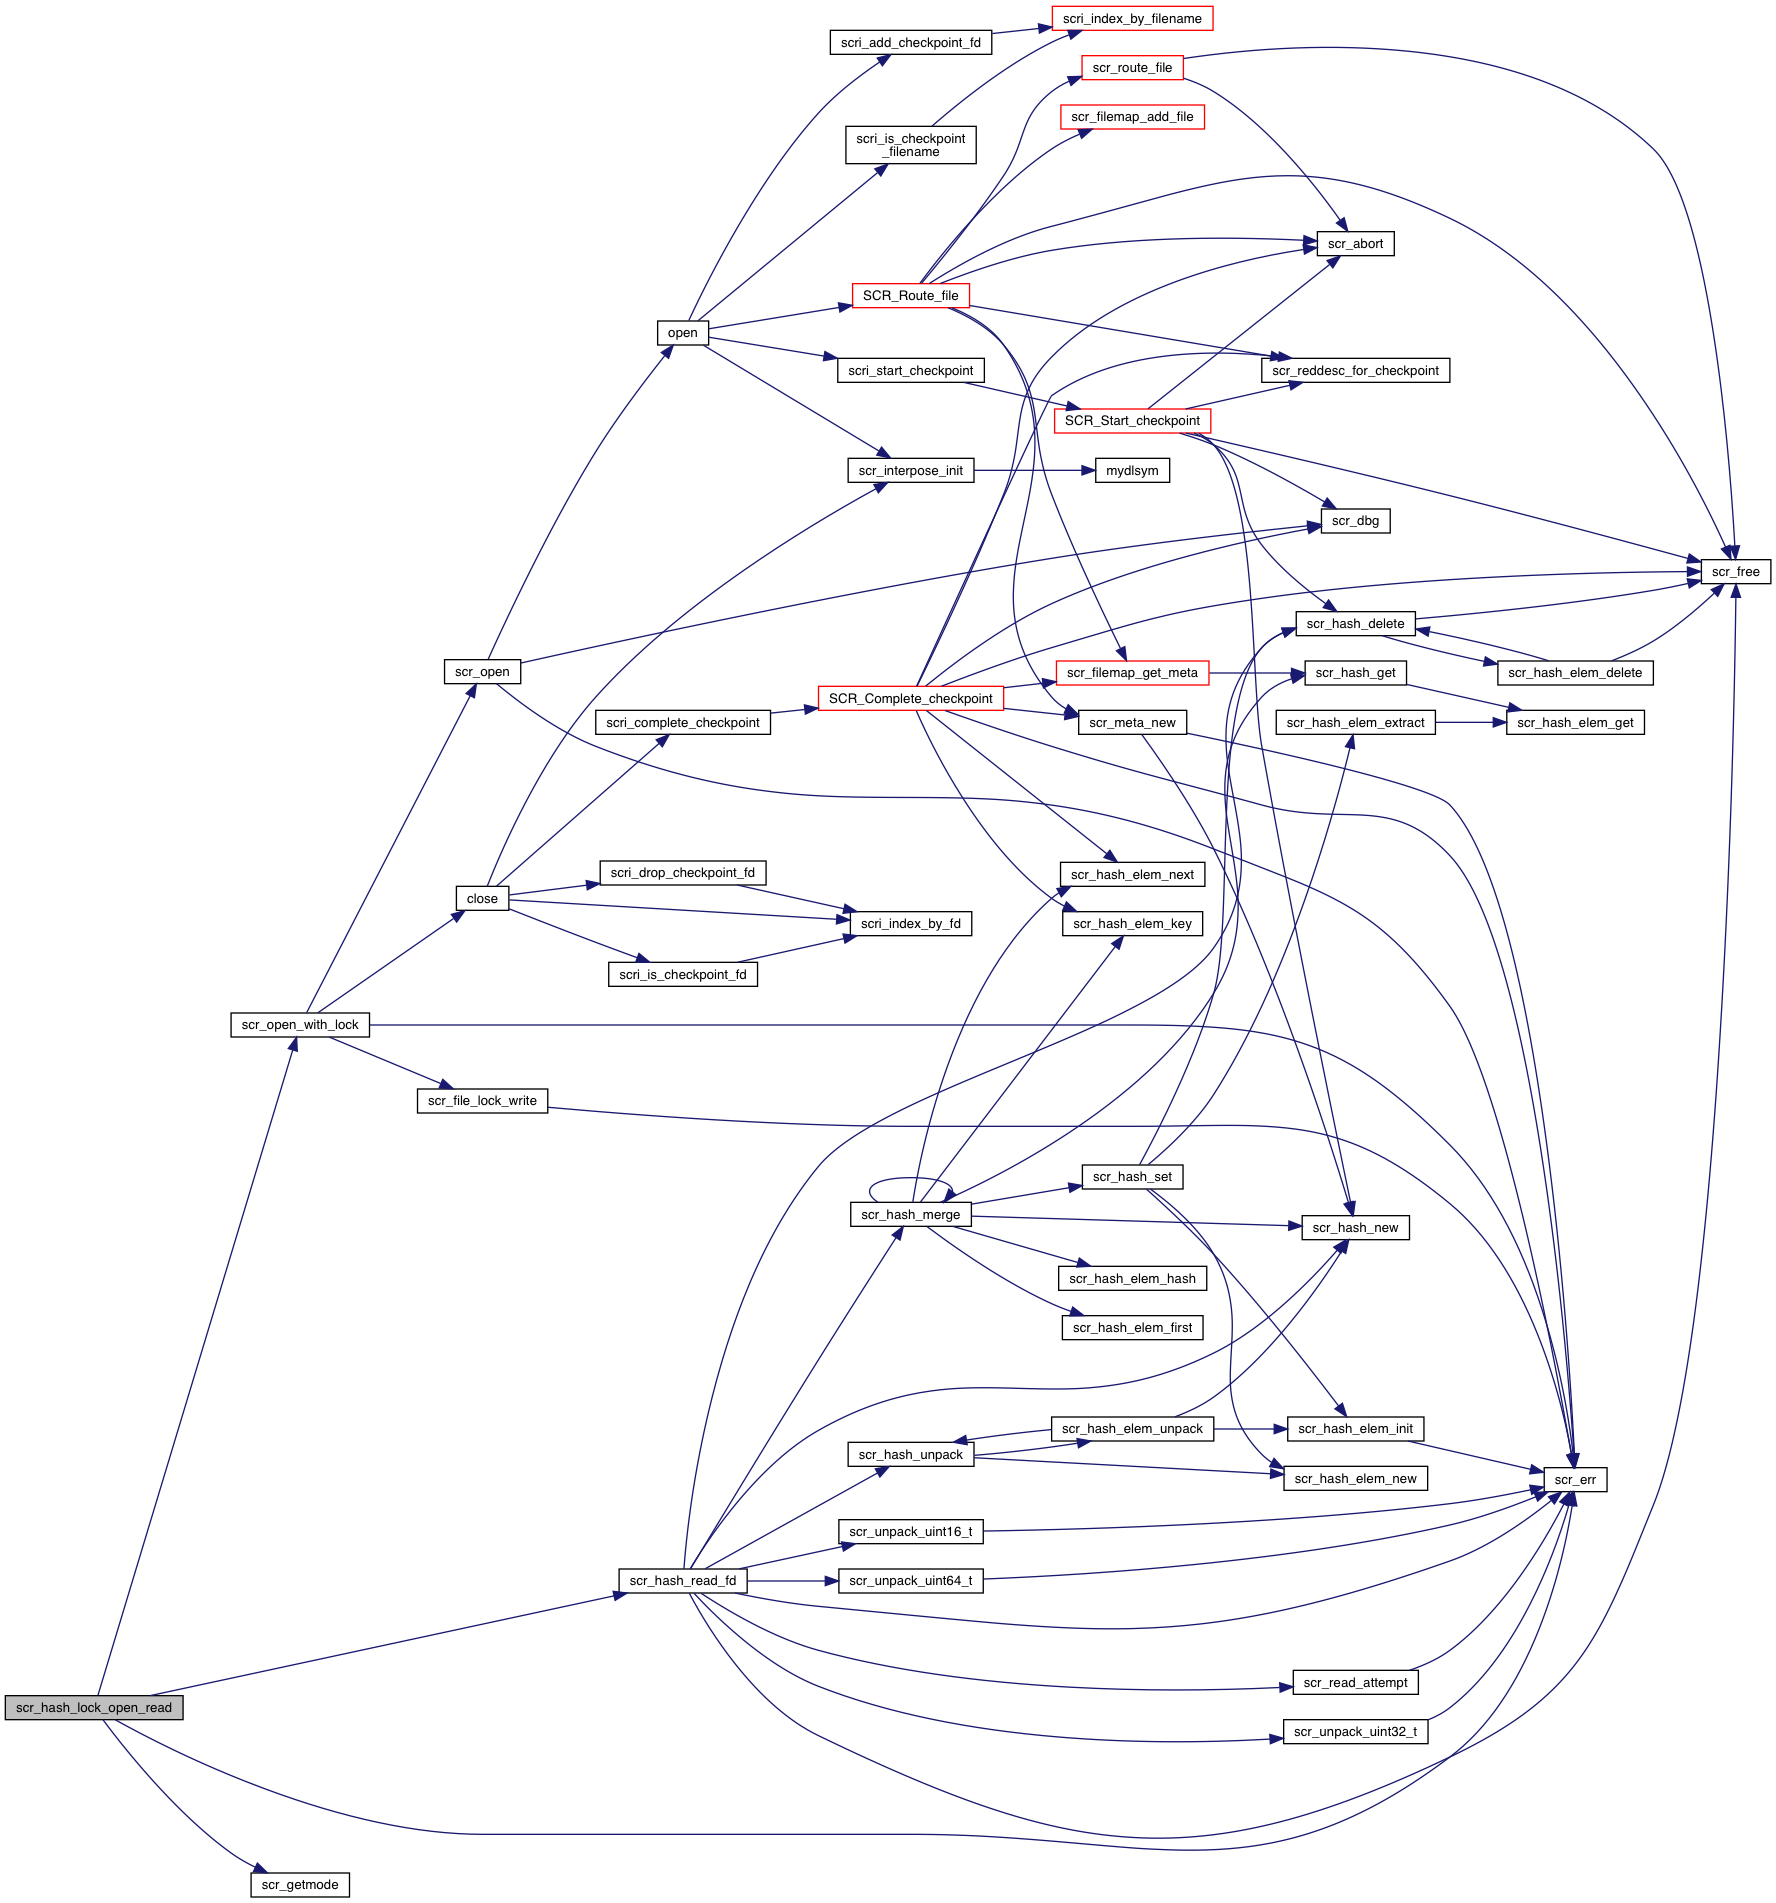 scri_index_by_filename
scri_add_checkpoint_fd
scr_route_file
scr_filemap_add_file
scri_is_checkpoint
_filename
scr_abort
SCR_Route_file
open
scri_start_checkpoint
scr_reddesc_for_checkpoint
SCR_Start_checkpoint
scr_interpose_init
mydlsym
scr_dbg
scr_free
scr_hash_delete
scr_open
scr_filemap_get_meta
scr_hash_get
scr_hash_elem_delete
SCR_Complete_checkpoint
scri_complete_checkpoint
scr_meta_new
scr_hash_elem_extract
scr_hash_elem_get
scri_drop_checkpoint_fd
scr_hash_elem_next
close
scri_index_by_fd
scr_hash_elem_key
scri_is_checkpoint_fd
scr_open_with_lock
scr_file_lock_write
scr_hash_set
scr_hash_merge
scr_hash_new
scr_hash_elem_hash
scr_hash_elem_first
scr_hash_elem_unpack
scr_hash_elem_init
scr_hash_unpack
scr_hash_elem_new
scr_err
scr_unpack_uint16_t
scr_hash_read_fd
scr_unpack_uint64_t
scr_read_attempt
scr_hash_lock_open_read
scr_unpack_uint32_t
scr_getmode